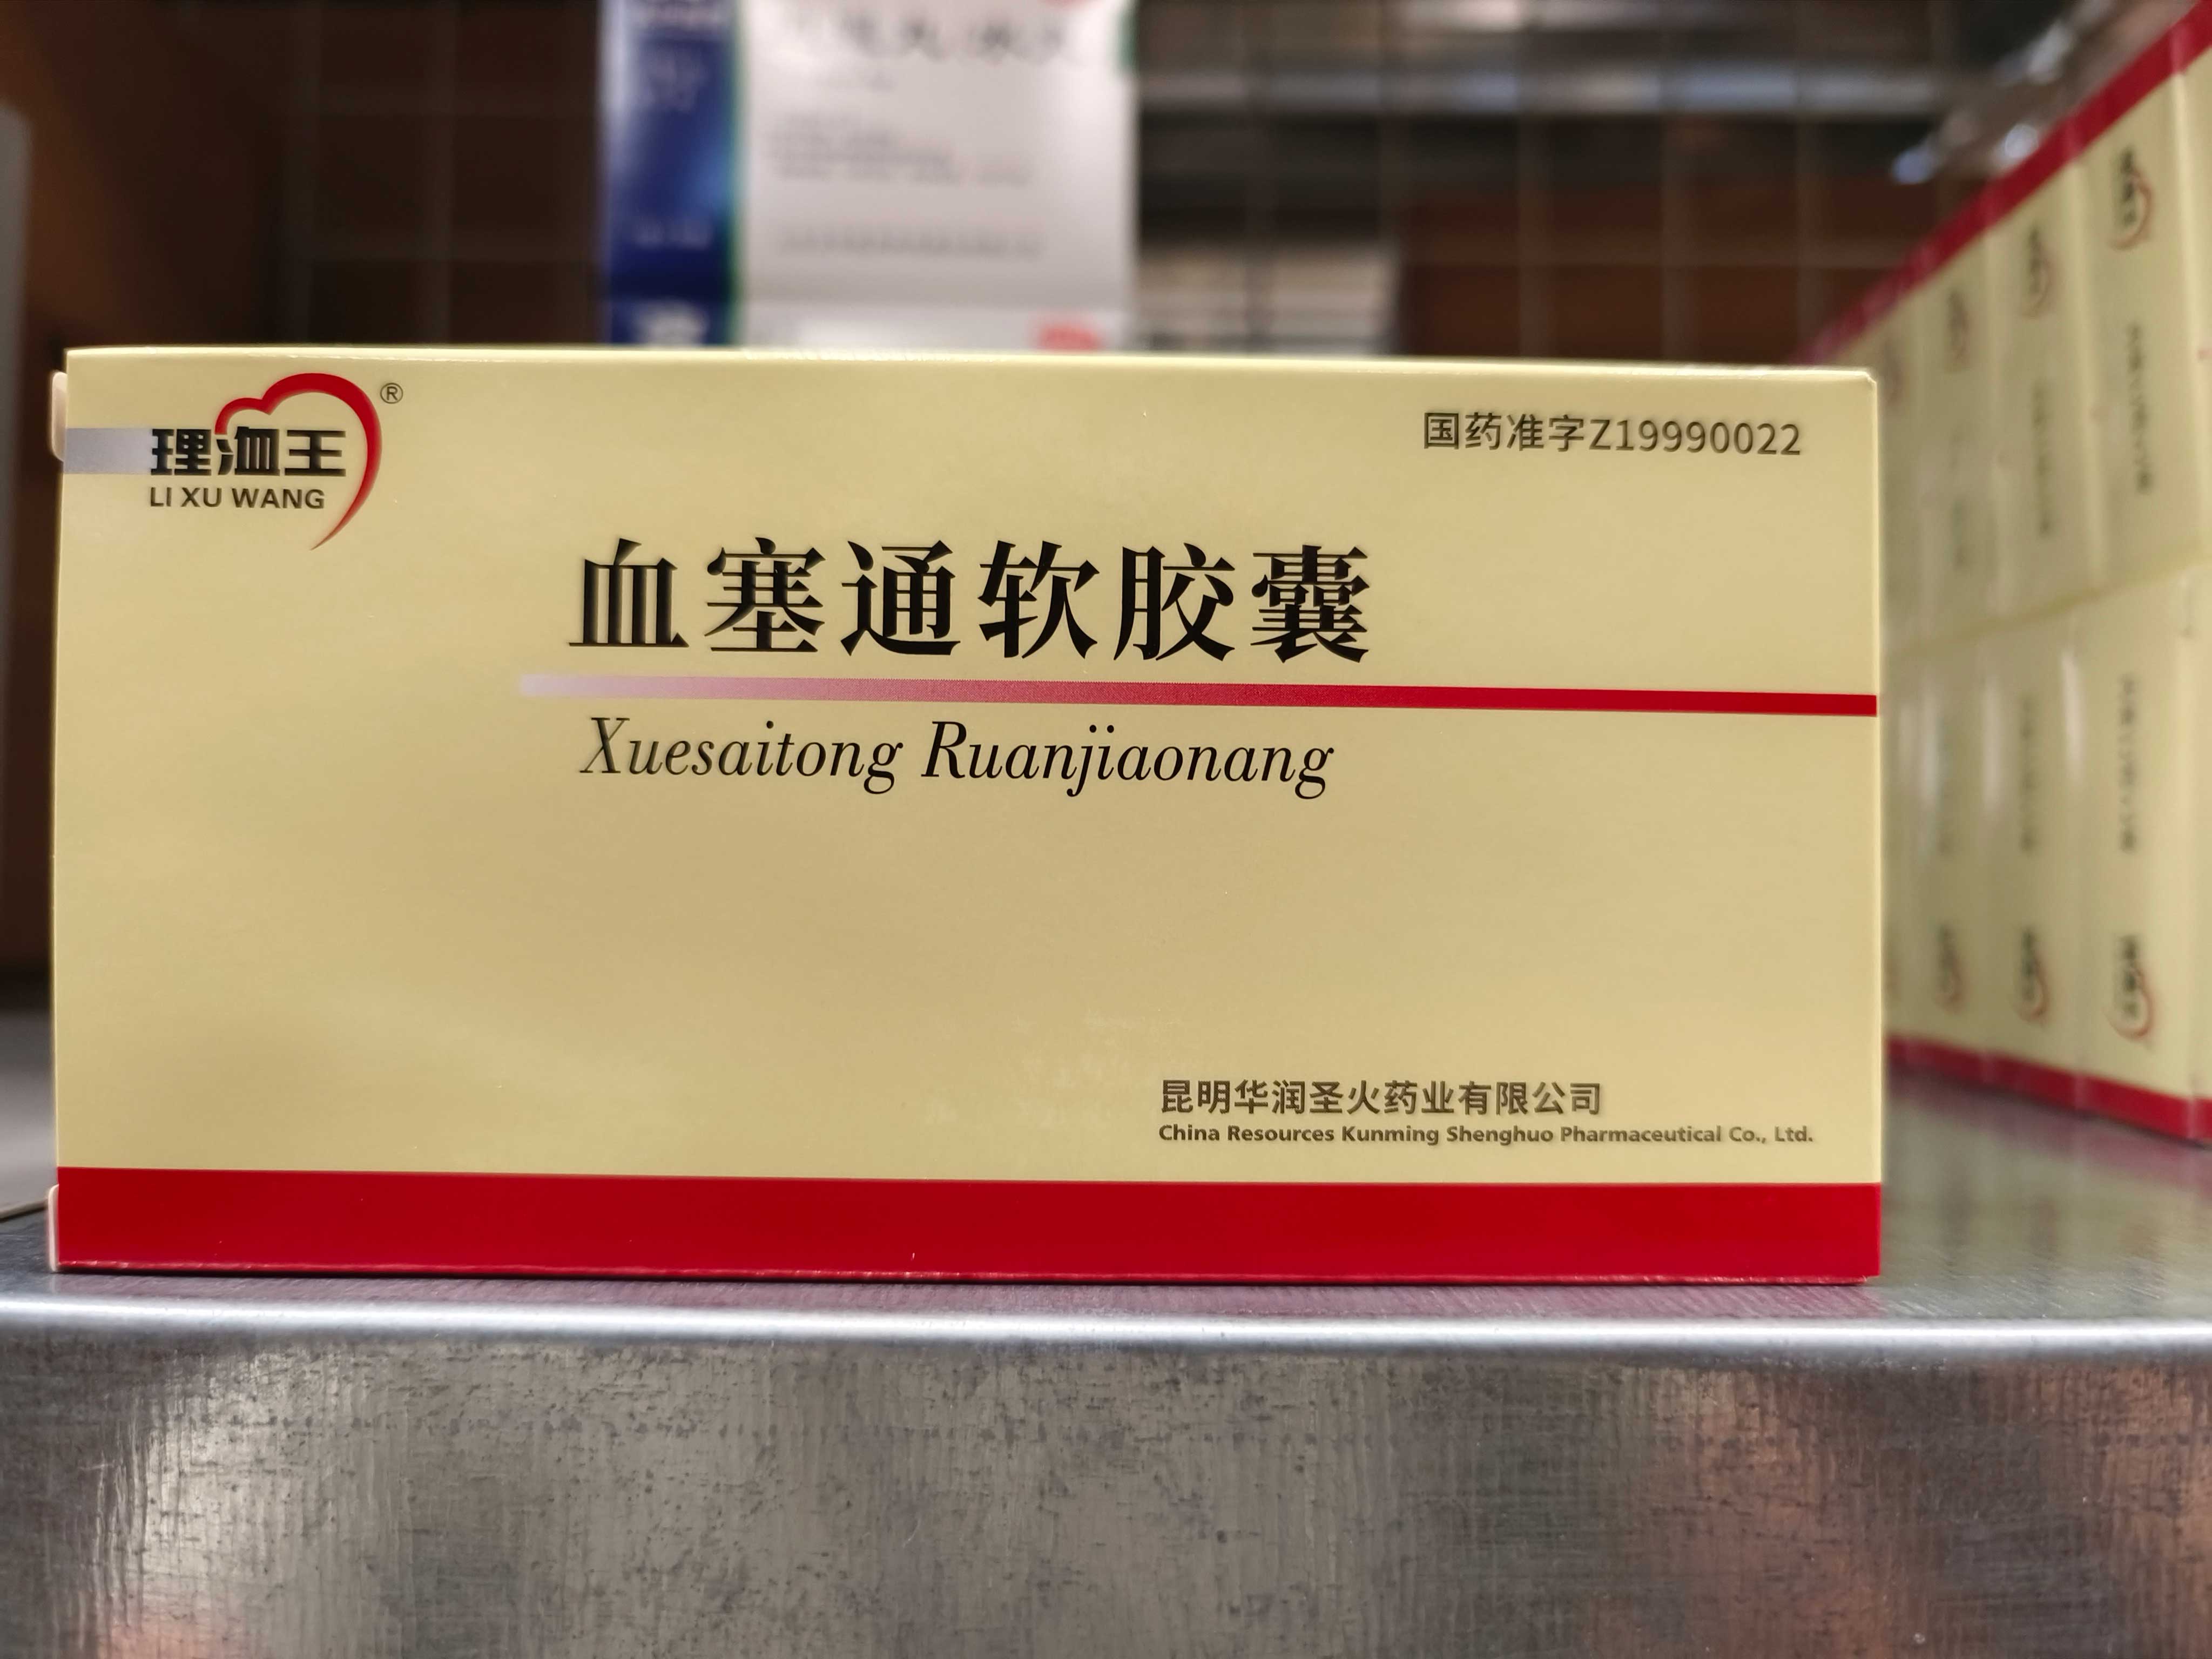 理洫王®
LI XU WANG
国药准字Z19990022
血塞通软胶囊
Xuesaitong Ruanjiaonang
昆明华润圣火药业有限公司
China Resources Kunming Shenghuo Pharmaceutical Co., Ltd.